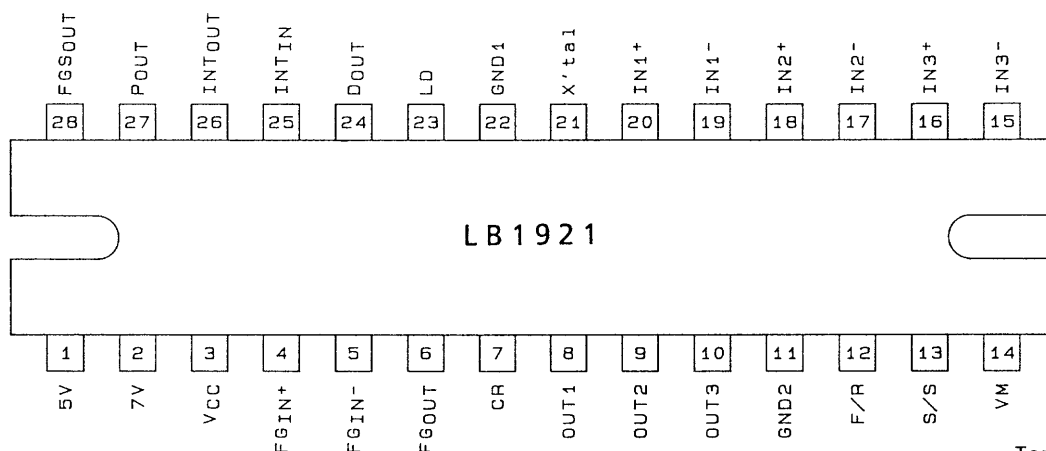 FGSOUT POUT INTOUT INTIN DOUT LD GND1 X'tal IN1+ IN1- IN2+ IN2- IN3+ IN3-
28 27 26 25 24 23 22 21 20 19 18 17 16 15
LB1921
1 2 3 4 5 6 7 8 9 10 11 12 13 14
5V 7V VCC FGIN+ FGIN- FGOUT CR OUT1 OUT2 OUT3 GND2 F/R S/S VM